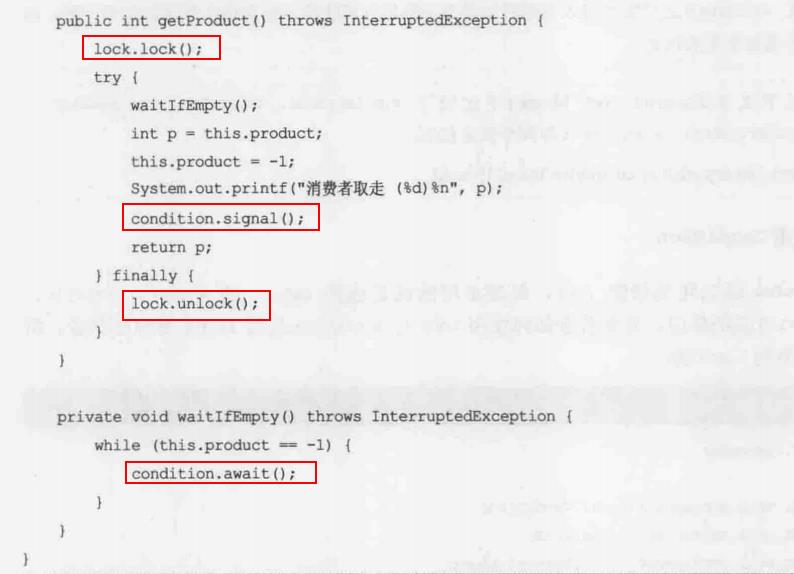 public int getProduct() throws InterruptedException {
lock.lock();
try {
waitIfEmpty();
int p = this.product;
this.product = -1;
System.out.printf("消费者取走 (%d)%n", p);
condition.signal();
return p;
} finally {
lock.unlock();
}
}
private void waitIfEmpty() throws InterruptedException {
while (this.product == -1) {
condition.await();
}
}
}